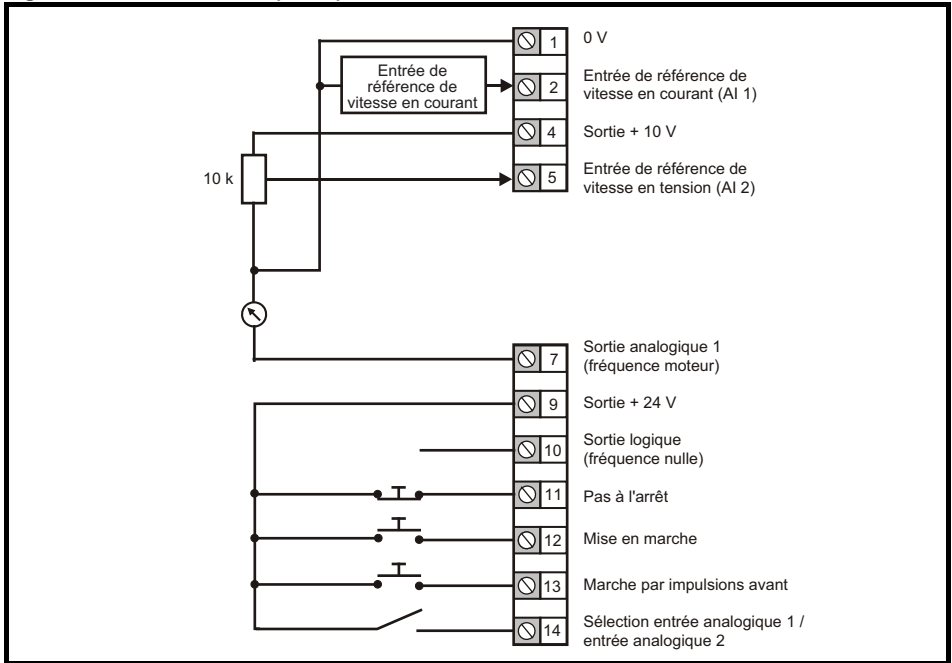 1 0 V
Entrée de
référence de
vitesse en courant
2 Entrée de référence de
vitesse en courant (AI 1)
4 Sortie + 10 V
10 k
5 Entrée de référence de
vitesse en tension (AI 2)
7 Sortie analogique 1
(fréquence moteur)
9 Sortie + 24 V
10 Sortie logique
(fréquence nulle)
11 Pas à l'arrêt
12 Mise en marche
13 Marche par impulsions avant
14 Sélection entrée analogique 1 /
entrée analogique 2